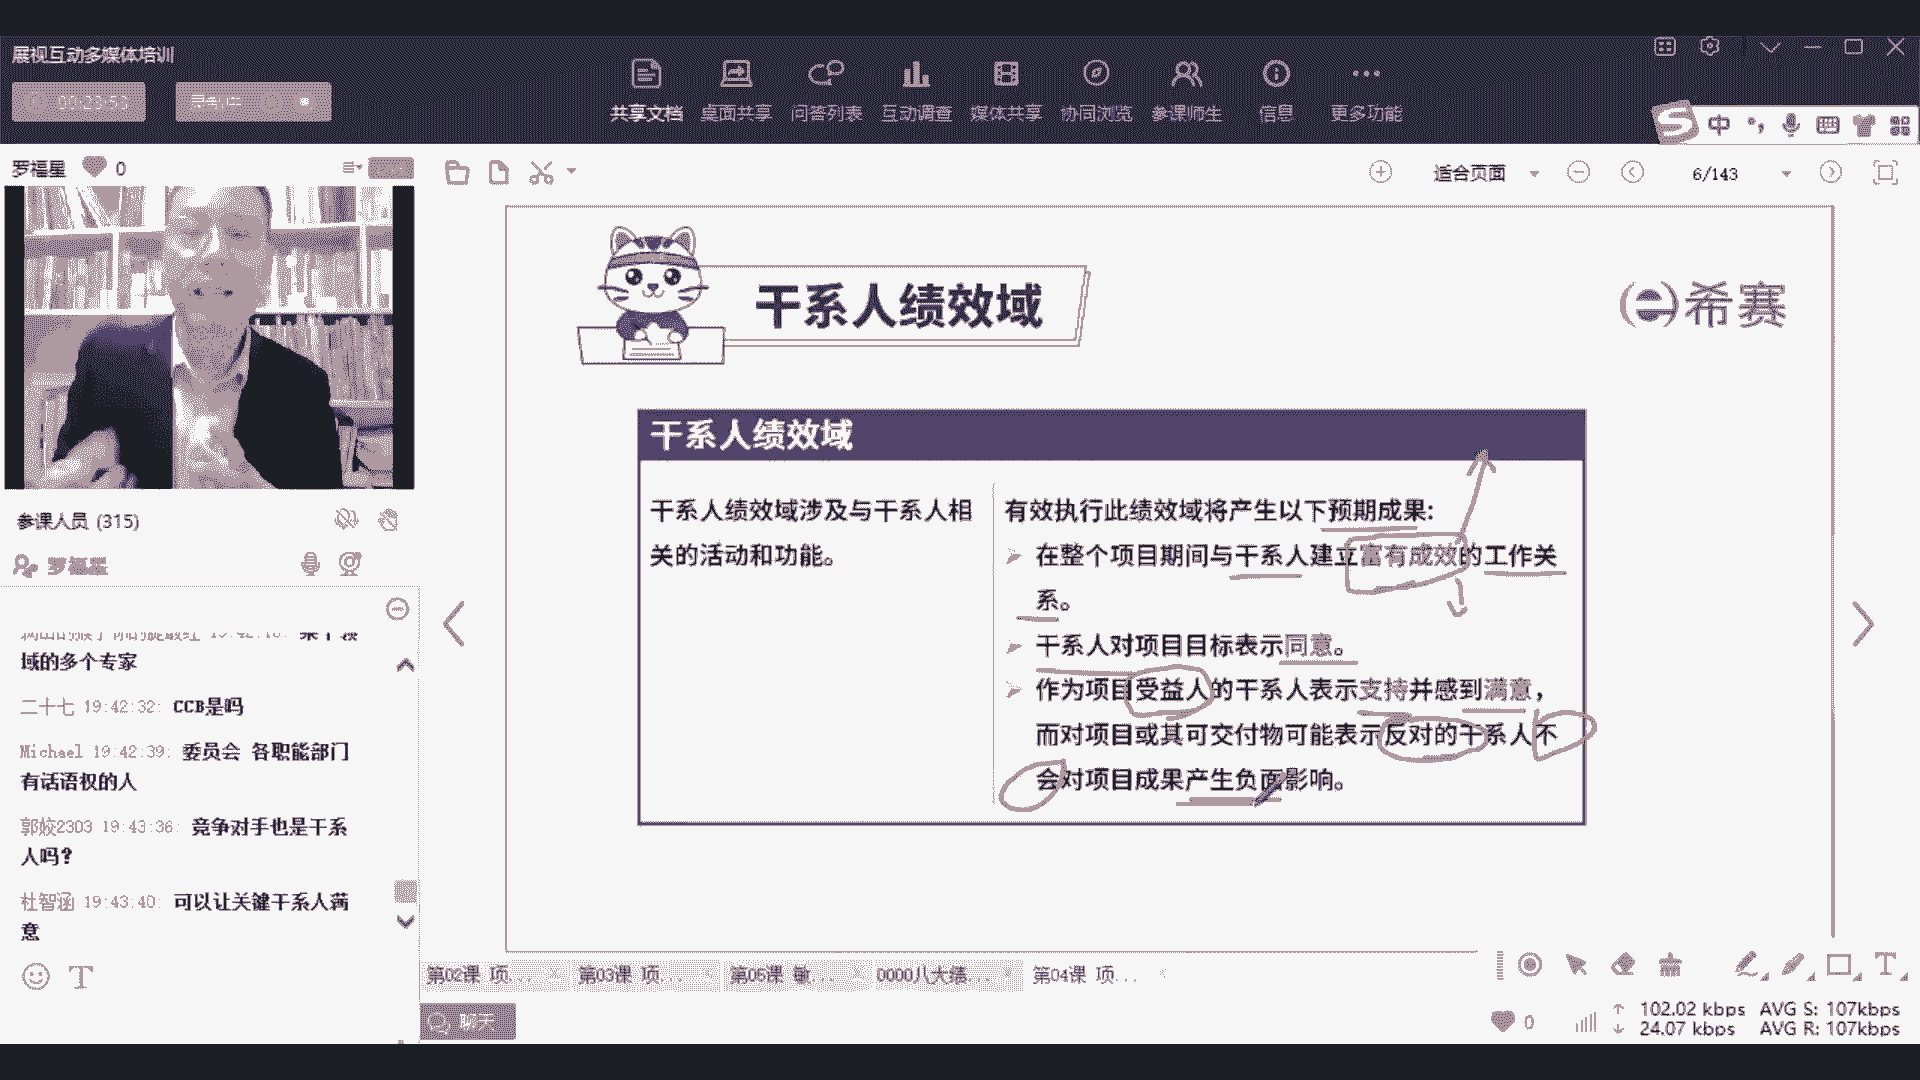 展视互动多媒体培训
00:23:53
共享文档 桌面共享 问答列表 互动调查 媒体共享 协同浏览 参课师生 信息 更多功能
中
罗福星 0
适合页面 6/143
干系人绩效域
希赛
干系人绩效域
干系人绩效域涉及与干系人相
关的活动和功能。
有效执行此绩效域将产生以下预期成果:
在整个项目期间与干系人建立富有成效的工作关
系。
干系人对项目目标表示同意。
作为项目受益人的干系人表示支持并感到满意，
而对项目或其可交付物可能表示反对的干系人不
会对项目成果产生负面影响。
参课人员 (315)
罗福星
域的多个专家
二十七 19:42:32: CCB是吗
Michael 19:42:39: 委员会 各职能部门
有话语权的人
郭姣2303 19:43:36: 竞争对手也是干系
人吗?
杜智涵 19:43:40: 可以让关键干系人满
意
第02课 项... 第03课 项... 第05课 敏... 0000八大绩... 第04课 项...
聊天
0 102.02 kbps AVG S: 107kbps
24.07 kbps AVG R: 107kbps